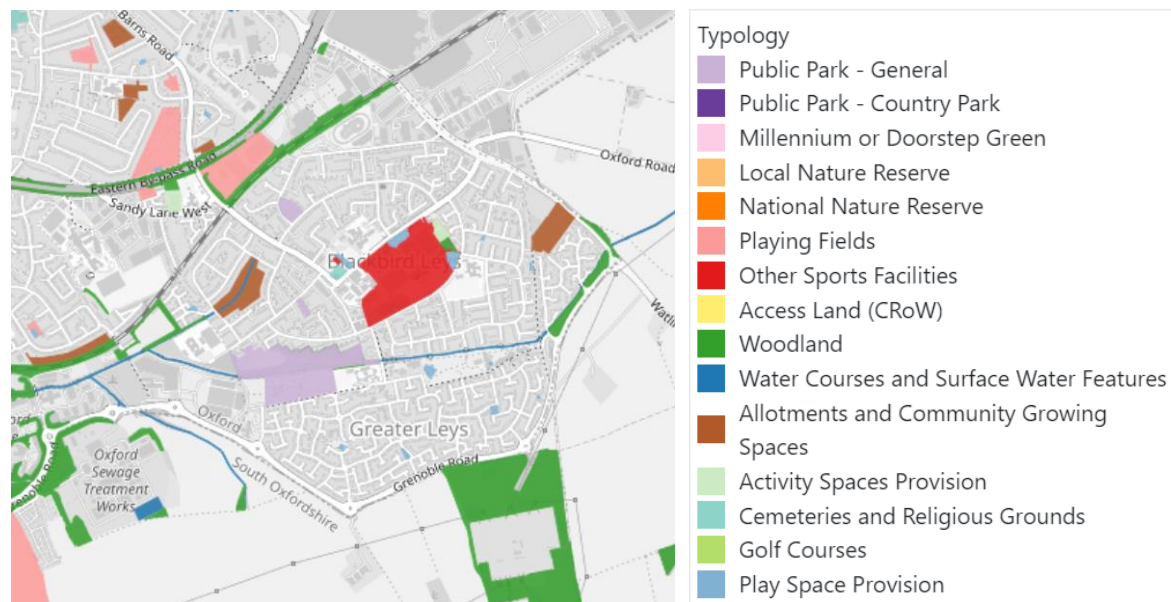 Barns Road
Eastern By-pass Road
Sandy Lane West
Oxford Road
Blackbird Leys
Oxford
Greater Leys
South Oxfordshire
Grenoble Road
Oxford
Sewage
Treatment
Works
Typology
Public Park - General
Public Park - Country Park
Millennium or Doorstep Green
Local Nature Reserve
National Nature Reserve
Playing Fields
Other Sports Facilities
Access Land (CRoW)
Woodland
Water Courses and Surface Water Features
Allotments and Community Growing
Spaces
Activity Spaces Provision
Cemeteries and Religious Grounds
Golf Courses
Play Space Provision